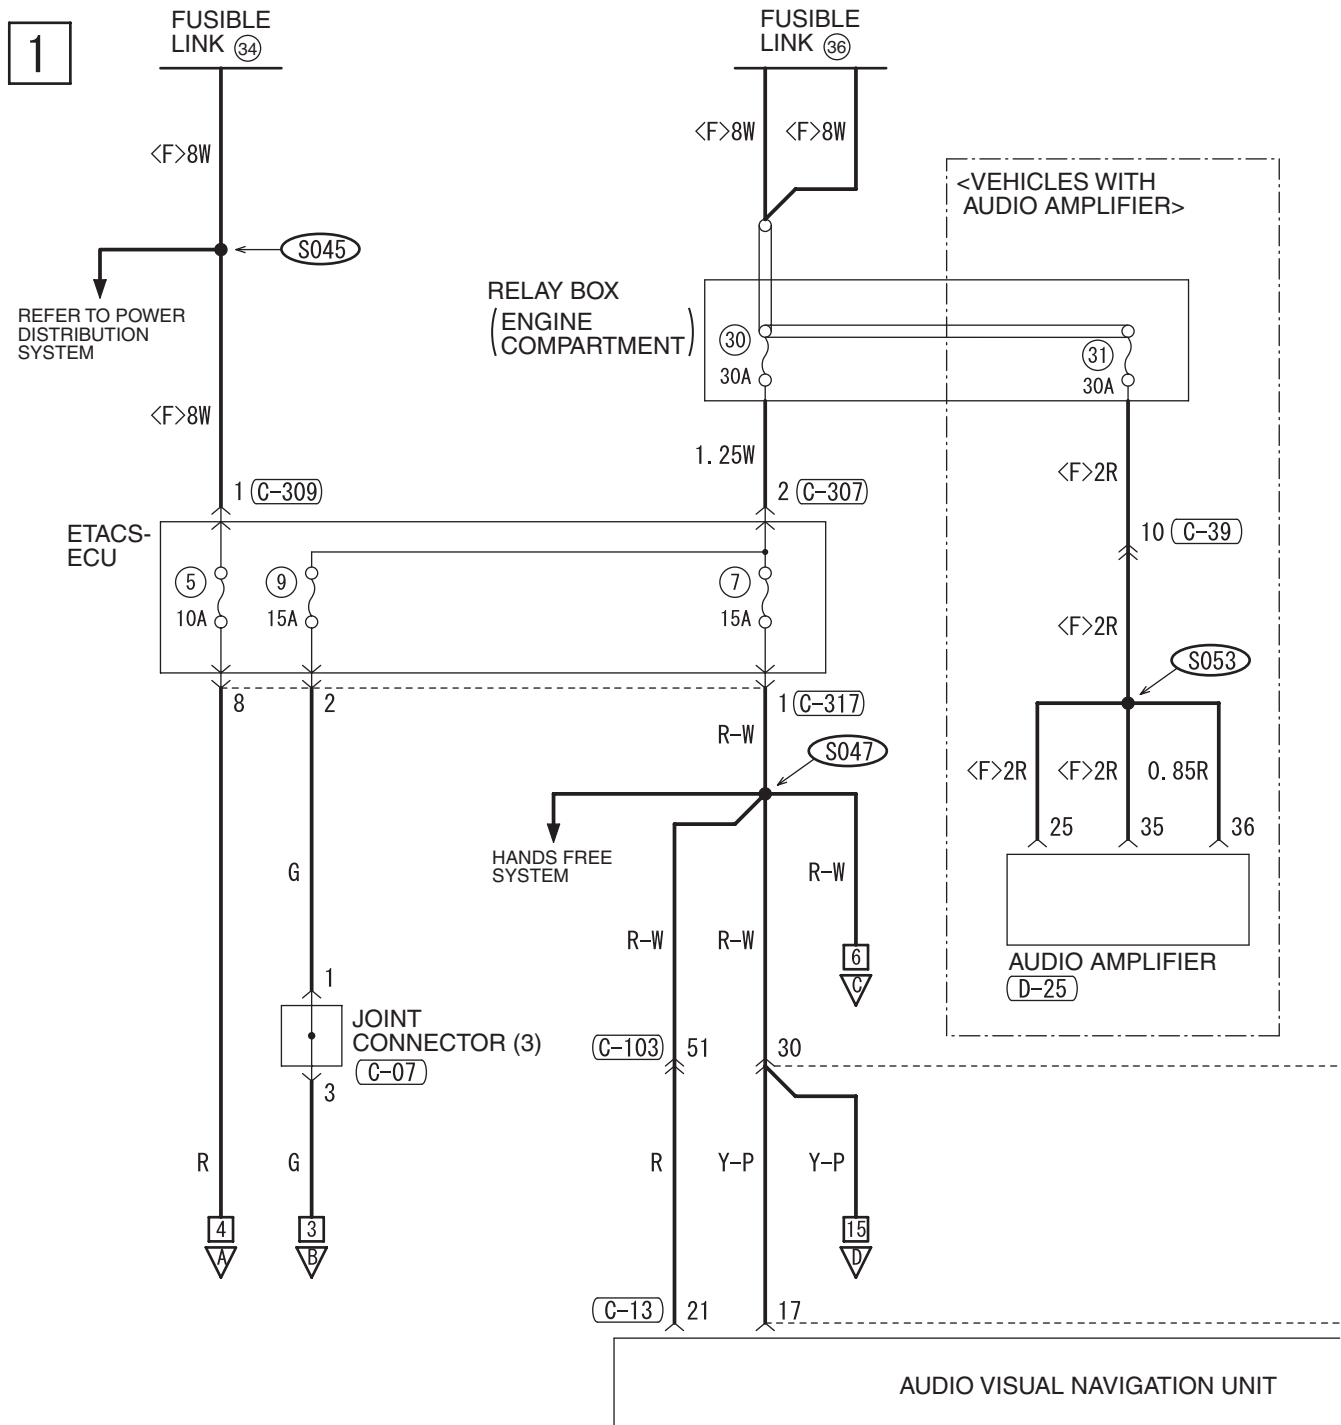 1
FUSIBLE
LINK 34
FUSIBLE
LINK 36
<F>8W
<F>8W
<F>8W
<VEHICLES WITH
AUDIO AMPLIFIER>
S045
REFER TO POWER
DISTRIBUTION
SYSTEM
RELAY BOX
(ENGINE
COMPARTMENT)
30
30A
31
30A
<F>8W
1.25W
<F>2R
1 C-309
2 C-307
10 C-39
ETACS-
ECU
5
10A
9
15A
7
15A
<F>2R
S053
8
2
1 C-317
R-W
S047
<F>2R
<F>2R
0.85R
25
35
36
HANDS FREE
SYSTEM
G
R-W
R-W
R-W
6
C
AUDIO AMPLIFIER
D-25
1
JOINT
CONNECTOR (3)
C-07
3
C-103 51
30
R
G
R
Y-P
Y-P
4
A
3
B
15
D
C-13 21
17
AUDIO VISUAL NAVIGATION UNIT